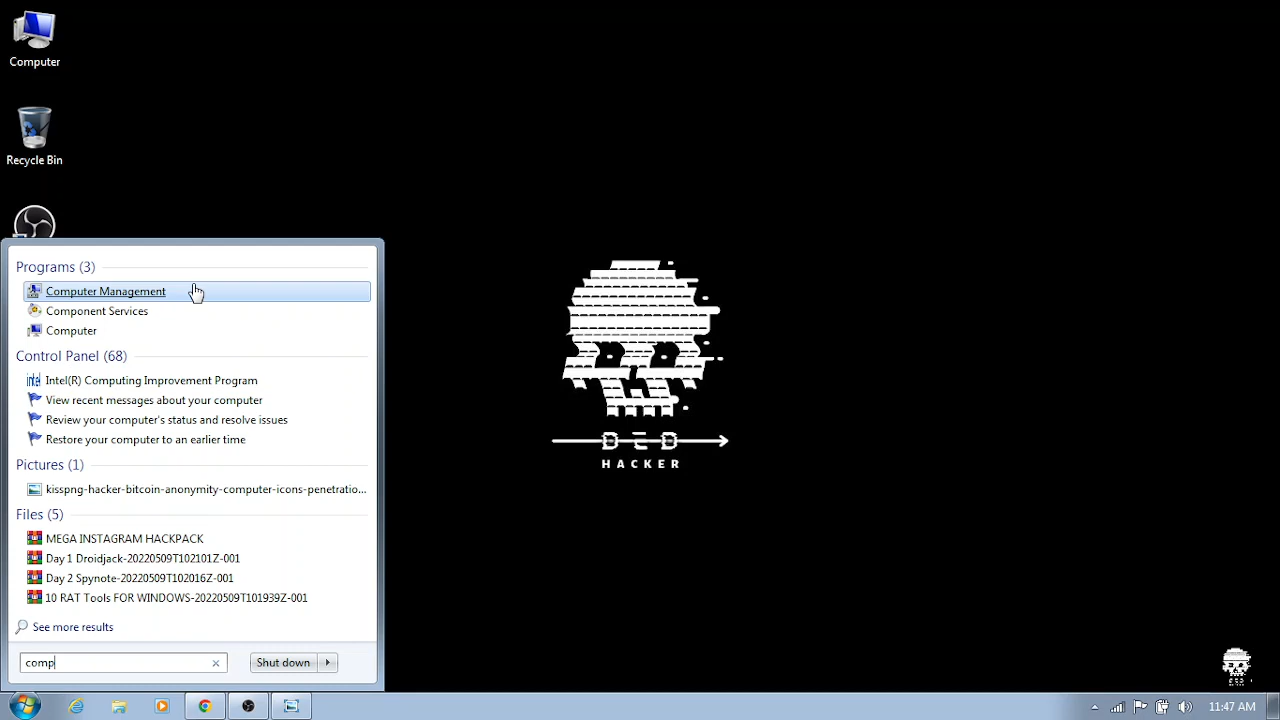 Computer
Recycle Bin
Programs (3)
Computer Management
Component Services
Computer
Control Panel (68)
Intel(R) Computing Improvement Program
View recent messages about your computer
Review your computer's status and resolve issues
Restore your computer to an earlier time
Pictures (1)
kisspng-hacker-bitcoin-anonymity-computer-icons-penetratio...
Files (5)
MEGA INSTAGRAM HACKPACK
Day 1 Droidjack-20220509T102101Z-001
Day 2 Spynote-20220509T102016Z-001
10 RAT Tools FOR WINDOWS-20220509T101939Z-001
See more results
comp
Shut down
DED
HACKER
11:47 AM